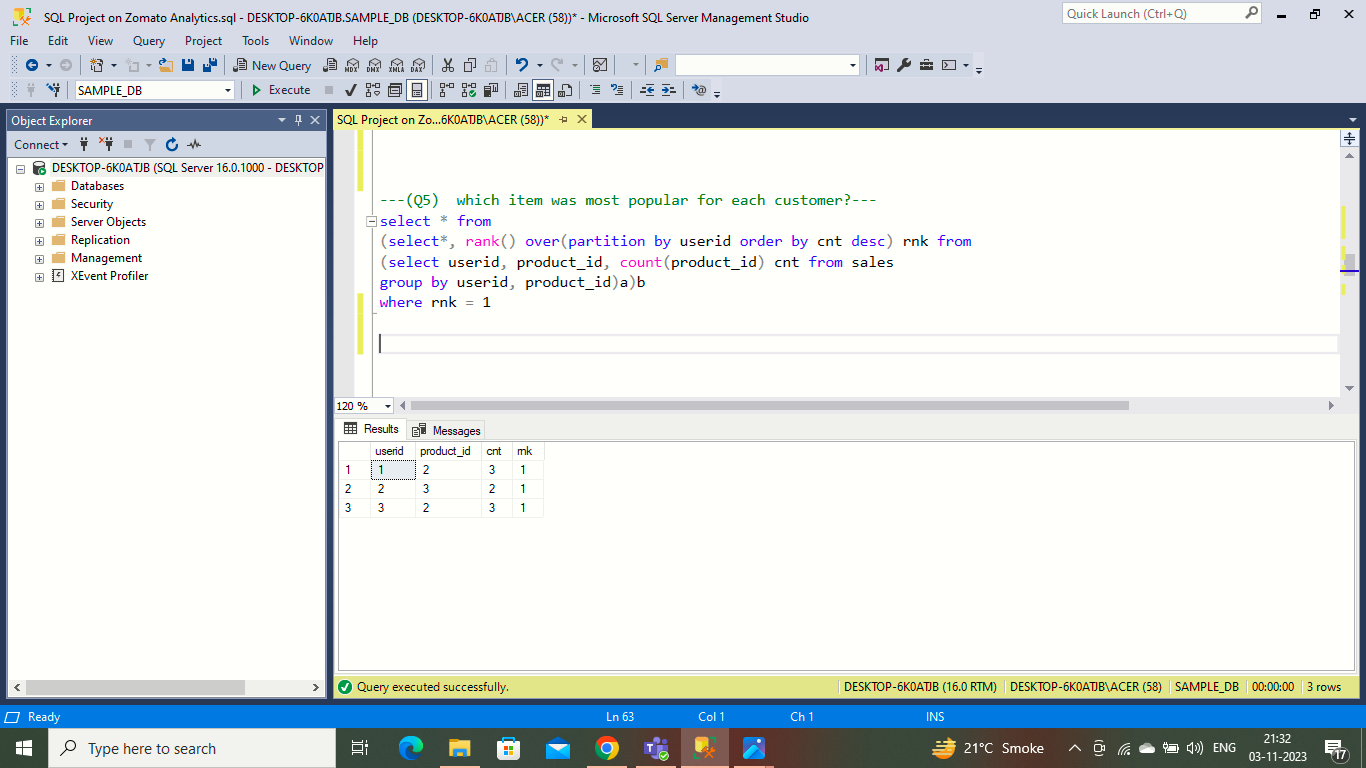 SQL Project on Zomato Analytics.sql - DESKTOP-6K0ATJB.SAMPLE_DB (DESKTOP-6K0ATJB\ACER (58))* - Microsoft SQL Server Management Studio
Quick Launch (Ctrl+Q)
File Edit View Query Project Tools Window Help
New Query MDX DMX XMLA DAX
SAMPLE_DB Execute
Object Explorer
SQL Project on Zo...6K0ATJB\ACER (58))*
Connect
DESKTOP-6K0ATJB (SQL Server 16.0.1000 - DESKTOP
Databases
Security
Server Objects
Replication
Management
XEvent Profiler
---(Q5)  which item was most popular for each customer?---
select * from
(select*, rank() over(partition by userid order by cnt desc) rnk from
(select userid, product_id, count(product_id) cnt from sales
group by userid, product_id)a)b
where rnk = 1
120 %
Results Messages
userid product_id cnt rnk
1 1 2 3 1
2 2 3 2 1
3 3 2 3 1
Query executed successfully. DESKTOP-6K0ATJB (16.0 RTM) DESKTOP-6K0ATJB\ACER (58) SAMPLE_DB 00:00:00 3 rows
Ready Ln 63 Col 1 Ch 1 INS
Type here to search 21°C Smoke ENG 21:32
03-11-2023 17